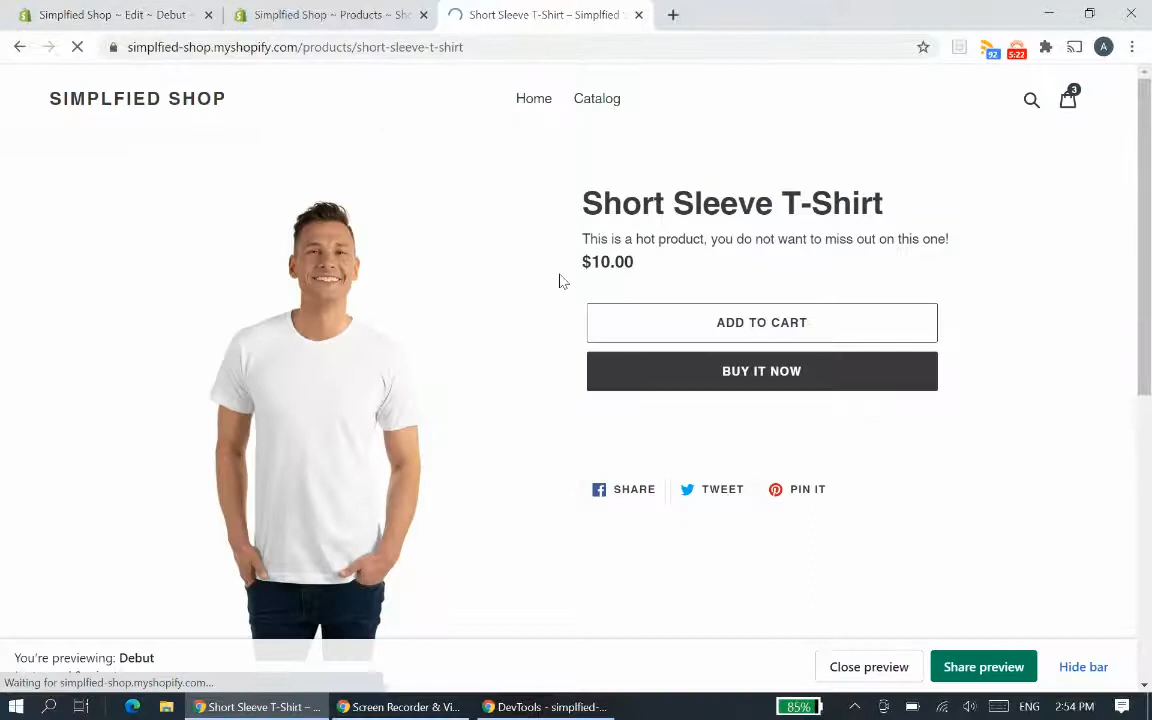 Simplfied Shop ~ Edit ~ Debut
Simplfied Shop ~ Products ~ Sho
Short Sleeve T-Shirt – Simplfied
simplfied-shop.myshopify.com/products/short-sleeve-t-shirt
92
5:22
A
SIMPLFIED SHOP
Home
Catalog
3
Short Sleeve T-Shirt
This is a hot product, you do not want to miss out on this one!
$10.00
ADD TO CART
BUY IT NOW
SHARE
TWEET
PIN IT
You're previewing: Debut
Close preview
Share preview
Hide bar
Waiting for simplfied-shop.myshopify.com...
Short Sleeve T-Shirt – ...
Screen Recorder & Vi...
DevTools - simplfied-...
85%
ENG
2:54 PM